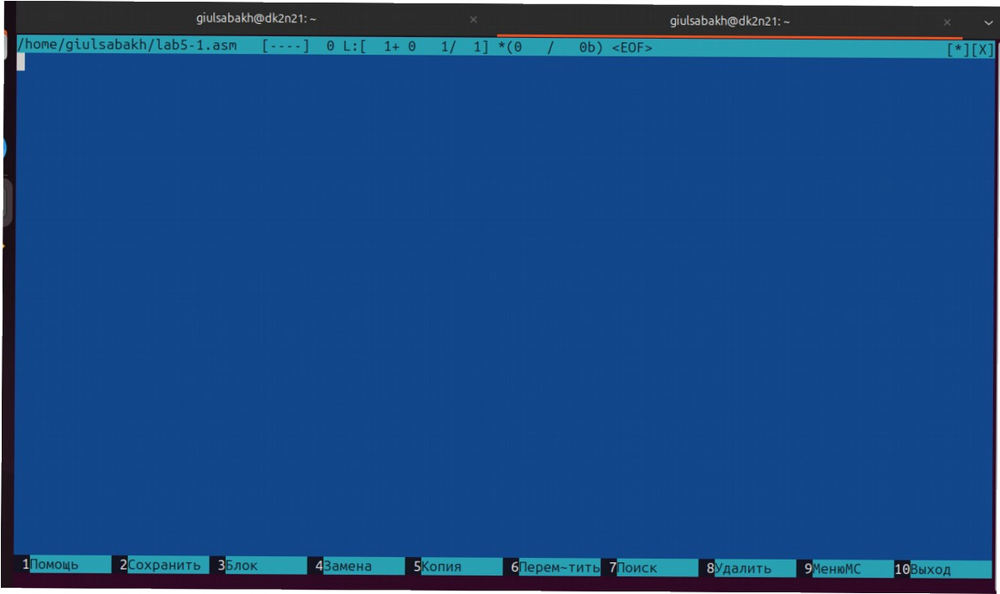 giulsabakh@dk2n21: ~ × giulsabakh@dk2n21: ~ ×
/home/giulsabakh/lab5-1.asm [----] 0 L:[ 1+ 0 1/ 1] *(0 / 0b) <EOF> [*][X]
1Помощь 2Сохранить 3Блок 4Замена 5Копия 6Перем~тить 7Поиск 8Удалить 9МенюМС 10Выход